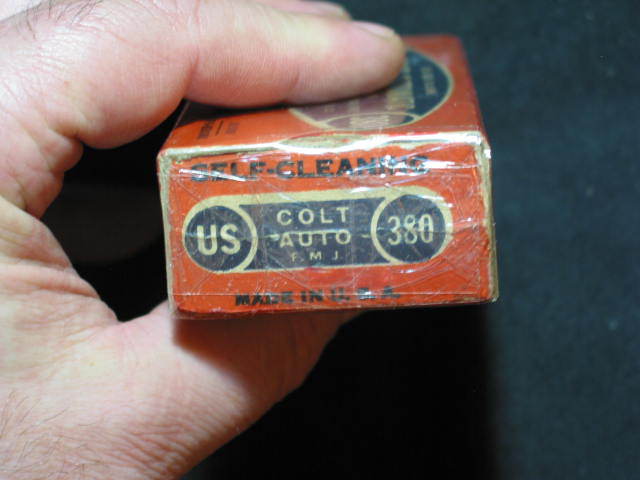 SELF-CLEANING
US COLT AUTO F.M.J. 380
MADE IN U.S.A.